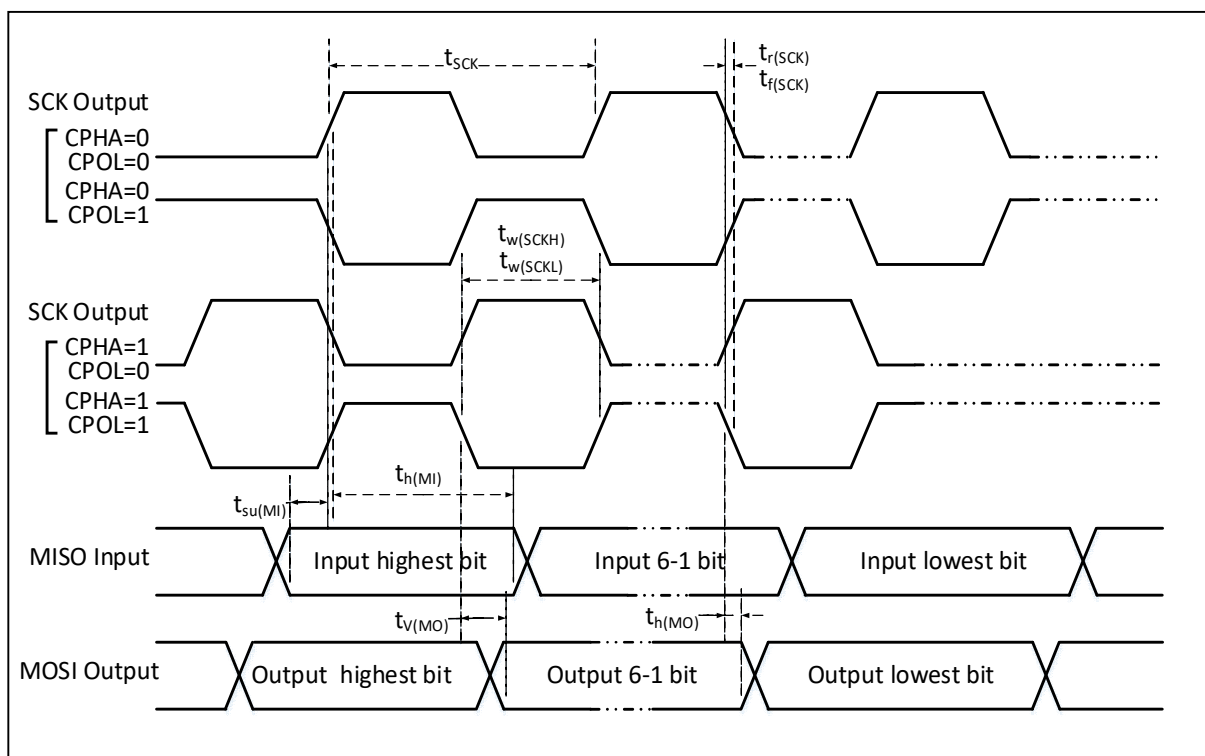 tSCK
tr(SCK)
tf(SCK)
SCK Output
CPHA=0
CPOL=0
CPHA=0
CPOL=1
tw(SCKH)
tw(SCKL)
SCK Output
CPHA=1
CPOL=0
CPHA=1
CPOL=1
th(MI)
tsu(MI)
MISO Input
Input highest bit
Input 6-1 bit
Input lowest bit
tV(MO)
th(MO)
MOSI Output
Output highest bit
Output 6-1 bit
Output lowest bit